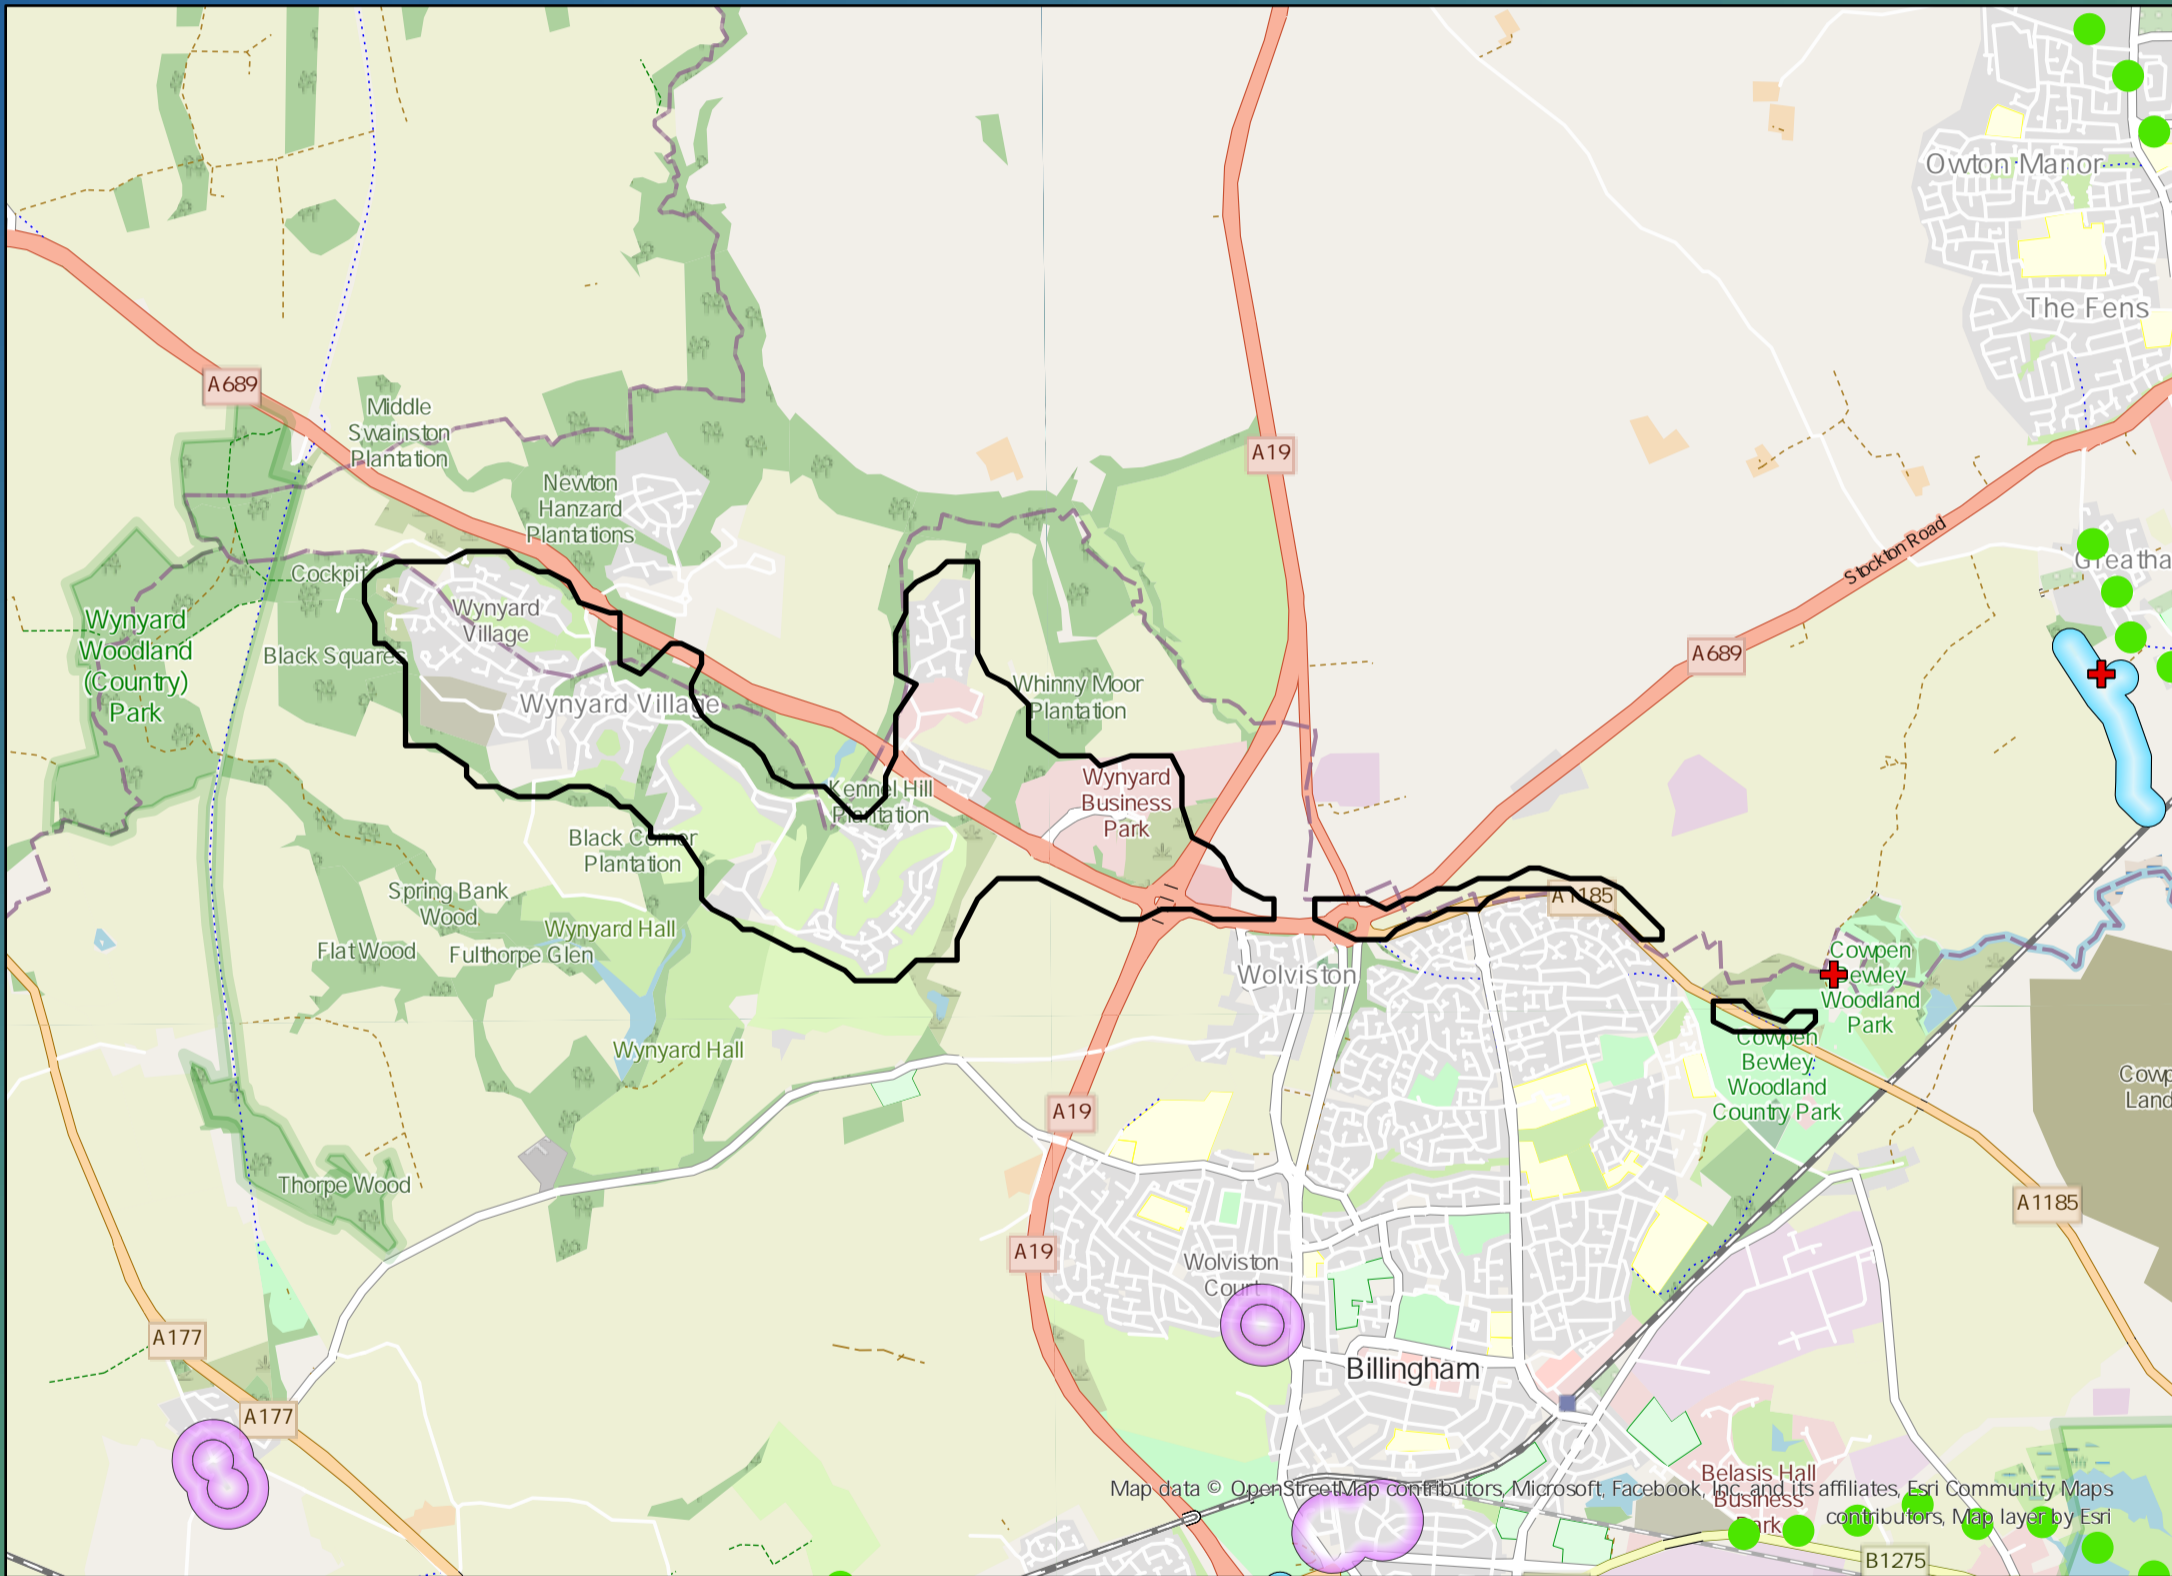 Owton Manor
The Fens
A689
Middle
Swainston
Plantation
A19
Newton
Hanzard
Plantations
Stockton Road
Cockpit
Greatha
Wynyard
Village
Wynyard
Woodland
(Country)
Park
Black Squares
A689
Wynyard Village
Whinny Moor
Plantation
Kennel Hill
Plantation
Wynyard
Business
Park
Black Corner
Plantation
Spring Bank
Wood
A1185
Wynyard Hall
Flat Wood
Fulthorpe Glen
Wolviston
Cowpen
Bewley
Woodland
Park
Wynyard Hall
Cowpen
Bewley
Woodland
Country Park
Cowp
Land
A19
Thorpe Wood
A1185
A19
Wolviston
Court
A177
Billingham
A177
Belasis Hall
Business
Park
Map data © OpenStreetMap contributors, Microsoft, Facebook, Inc. and its affiliates, Esri Community Maps
contributors, Map layer by Esri
B1275